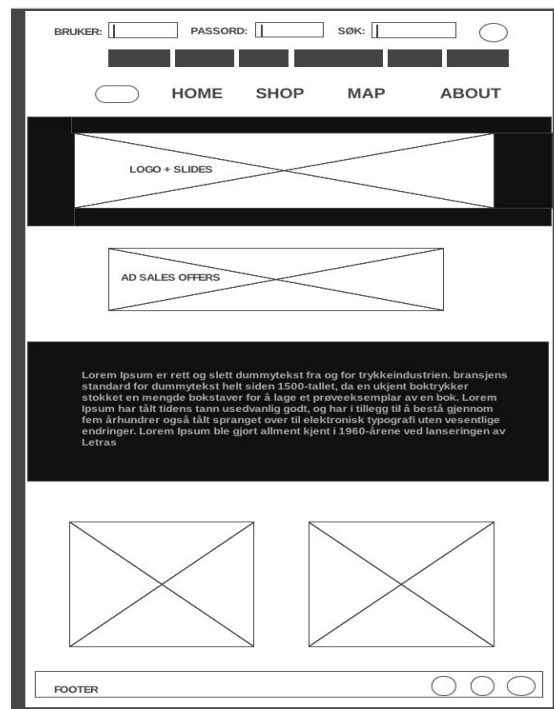 BRUKER: PASSORD: SØK:
HOME SHOP MAP ABOUT
LOGO + SLIDES
AD SALES OFFERS
Lorem Ipsum er rett og slett dummytekst fra og for trykkeindustrien. bransjens
standard for dummytekst helt siden 1500-tallet, da en ukjent boktrykker
stokket en mengde bokstaver for å lage et prøveeksemplar av en bok. Lorem
Ipsum har tålt tidens tann usedvanlig godt, og har i tillegg til å bestå gjennom
fem århundrer også tålt spranget over til elektronisk typografi uten vesentlige
endringer. Lorem Ipsum ble gjort allment kjent i 1960-årene ved lanseringen av
Letras
FOOTER